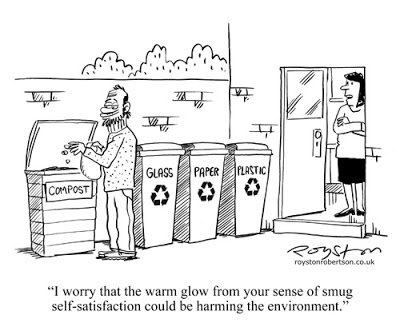 COMPOST
GLASS
PAPER
PLASTIC
ROYSTON
roystonrobertson.co.uk
“I worry that the warm glow from your sense of smug
self-satisfaction could be harming the environment.”